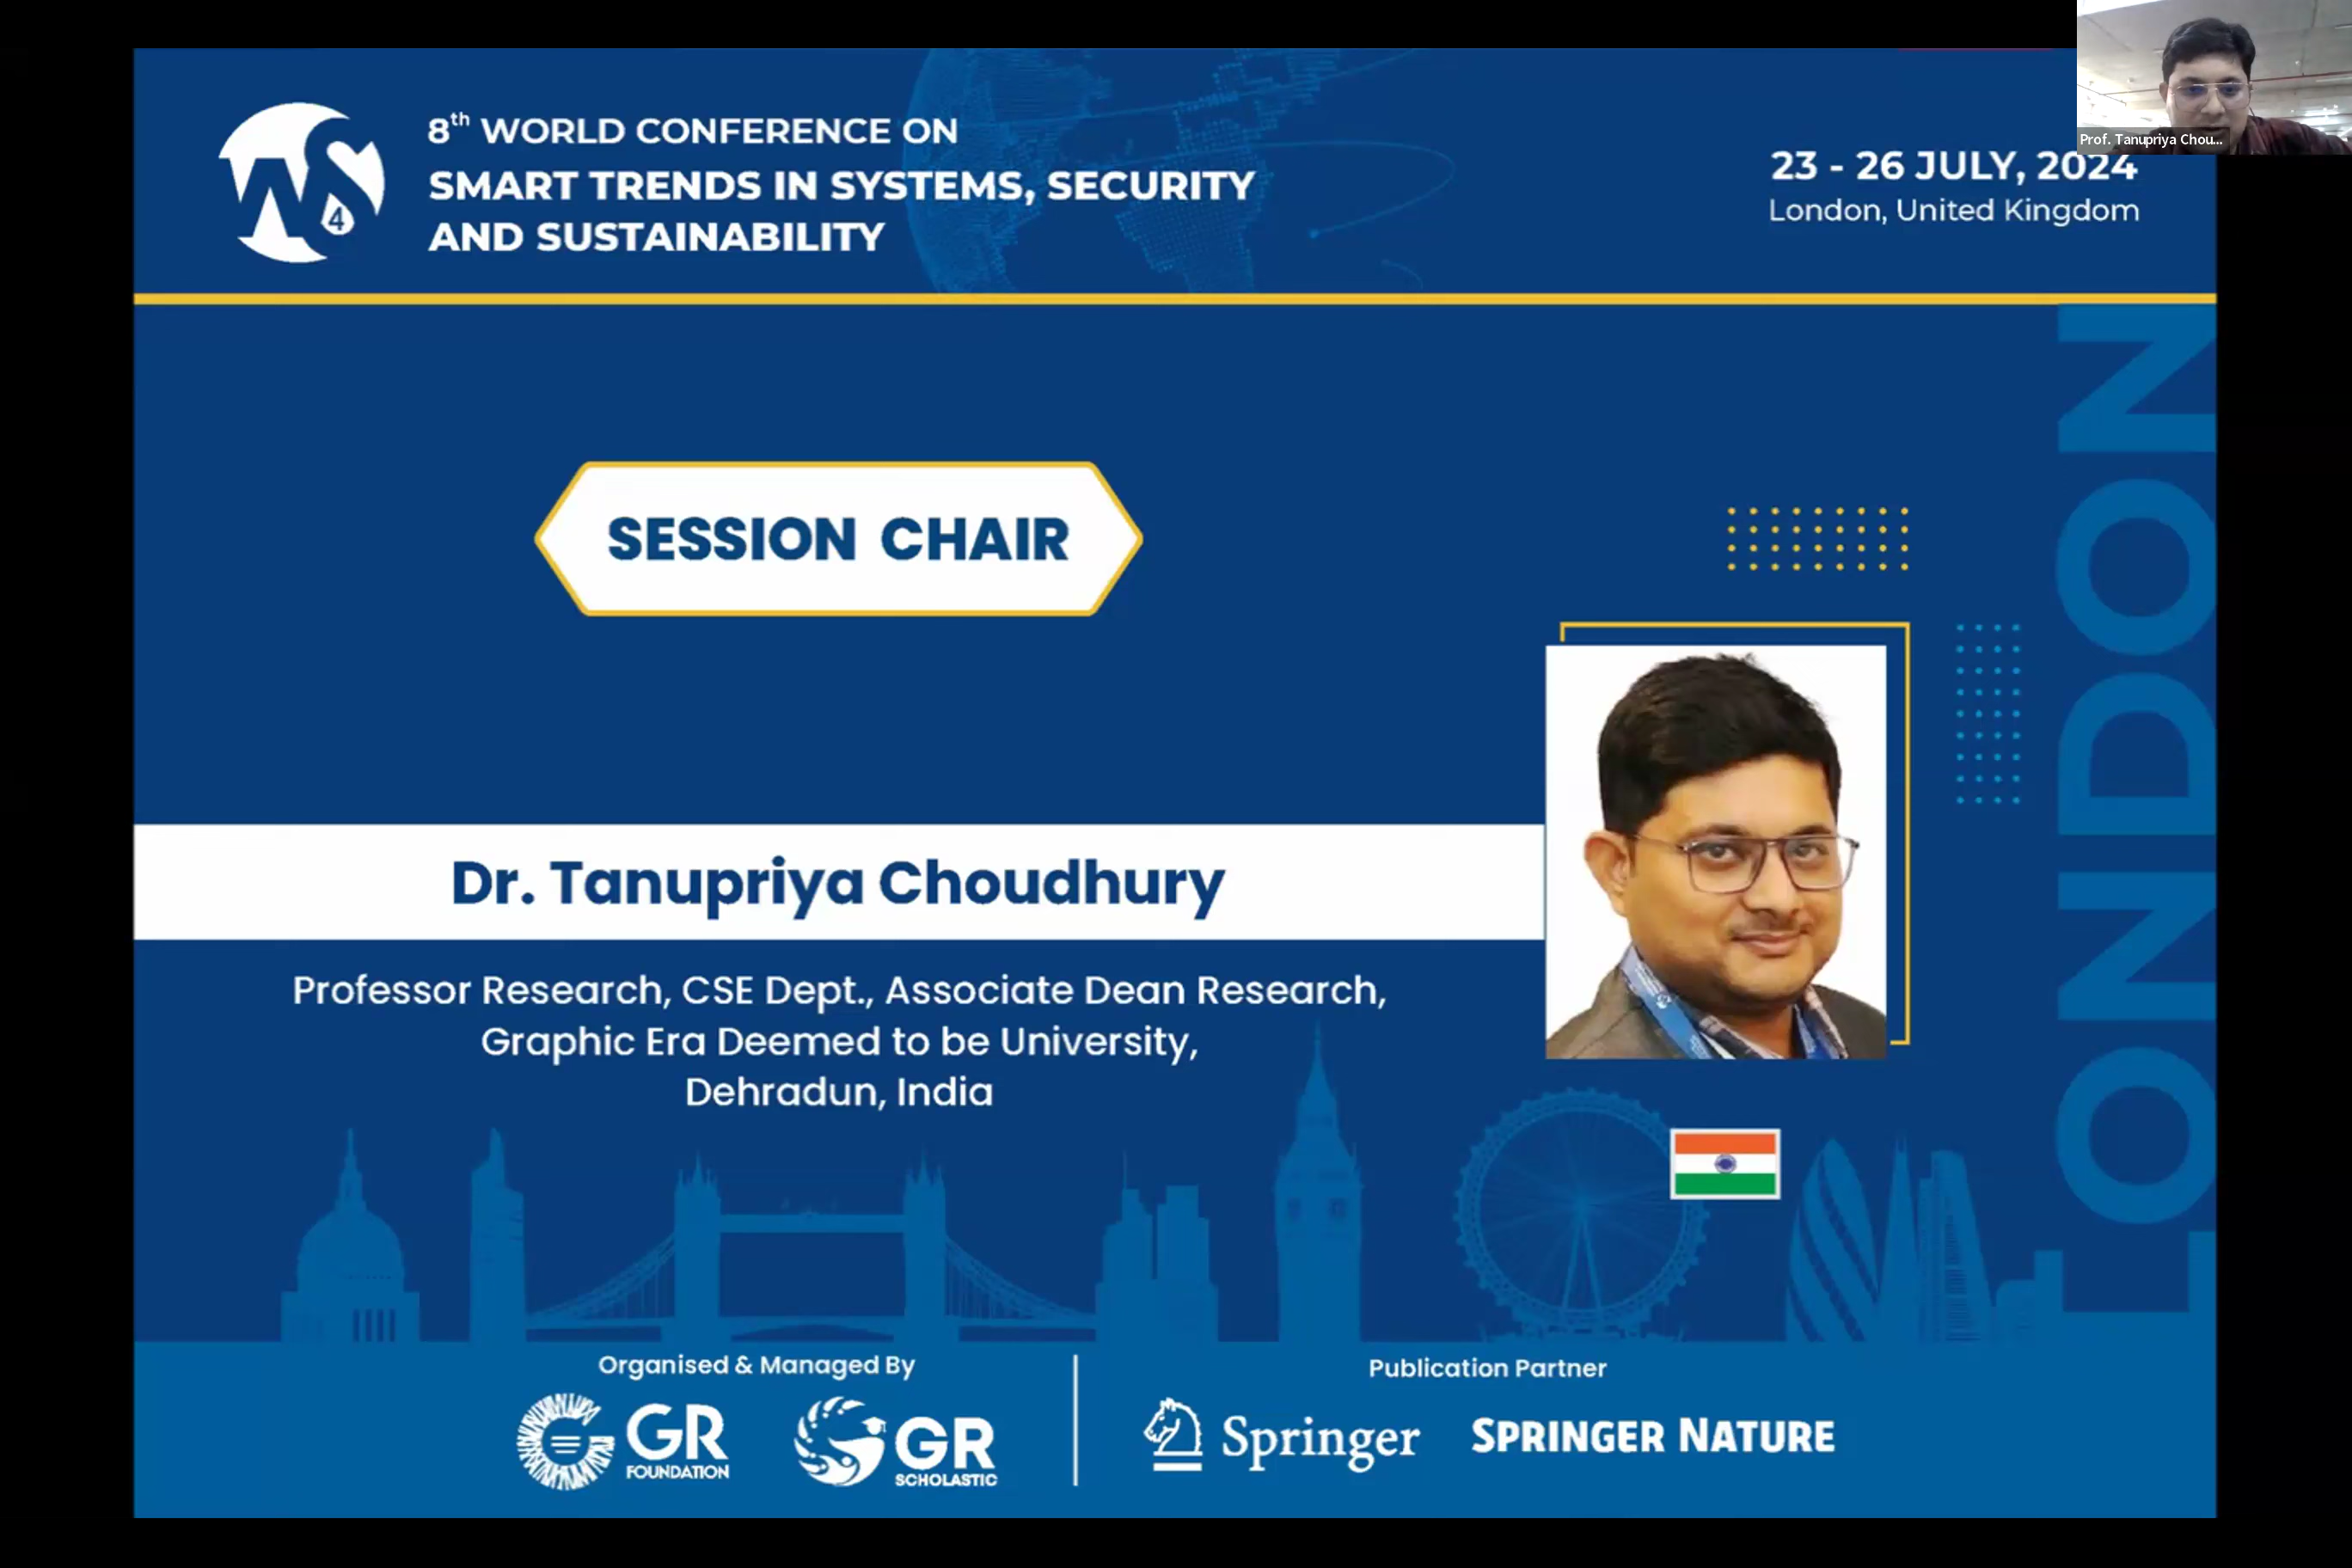 8th WORLD CONFERENCE ON
SMART TRENDS IN SYSTEMS, SECURITY
AND SUSTAINABILITY
WS4
23 - 26 JULY, 2024
London, United Kingdom
Prof. Tanupriya Chou...
SESSION CHAIR
LONDON
Dr. Tanupriya Choudhury
Professor Research, CSE Dept., Associate Dean Research,
Graphic Era Deemed to be University,
Dehradun, India
Organised & Managed By
GR
FOUNDATION
GR
SCHOLASTIC
Publication Partner
Springer
SPRINGER NATURE